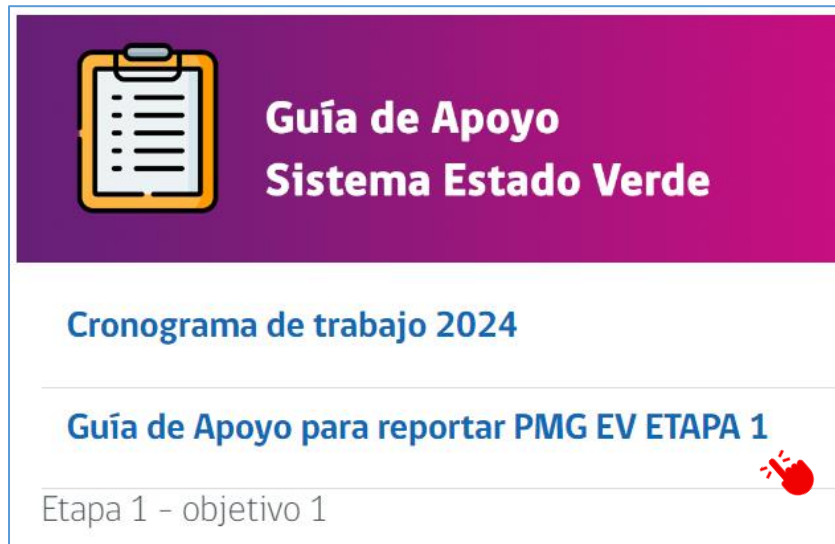 Guía de Apoyo
Sistema Estado Verde
Cronograma de trabajo 2024
Guía de Apoyo para reportar PMG EV ETAPA 1
Etapa 1 – objetivo 1